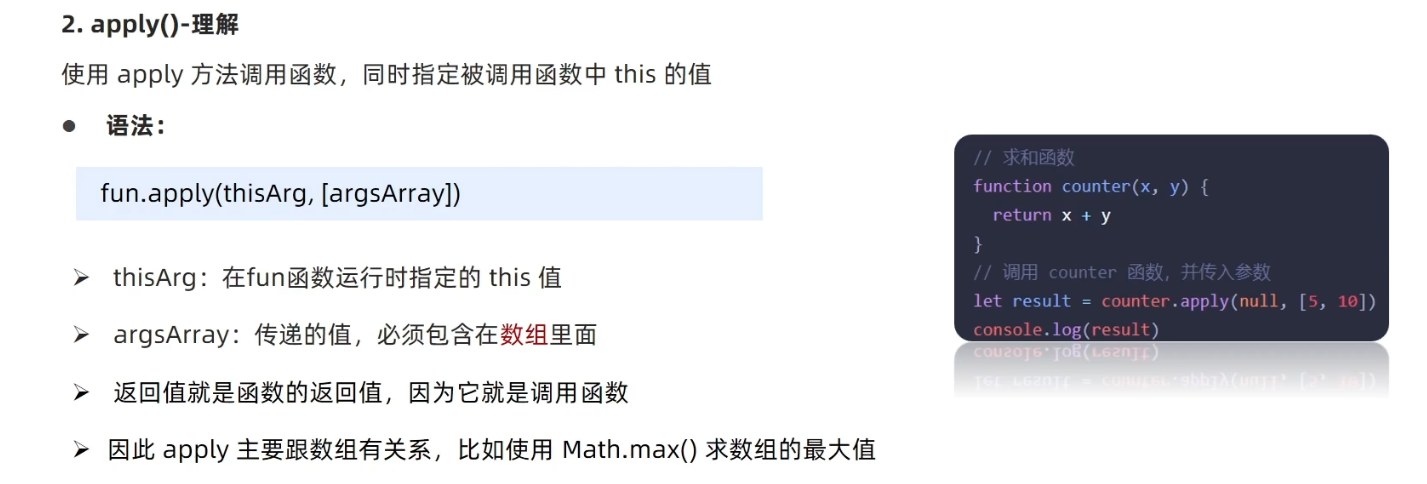 2. apply()-理解
使用 apply 方法调用函数，同时指定被调用函数中 this 的值
● 语法：
fun.apply(thisArg, [argsArray])
➢ thisArg：在fun函数运行时指定的 this 值
➢ argsArray：传递的值，必须包含在数组里面
➢ 返回值就是函数的返回值，因为它就是调用函数
➢ 因此 apply 主要跟数组有关系，比如使用 Math.max() 求数组的最大值
// 求和函数
function counter(x, y) {
  return x + y
}
// 调用 counter 函数，并传入参数
let result = counter.apply(null, [5, 10])
console.log(result)